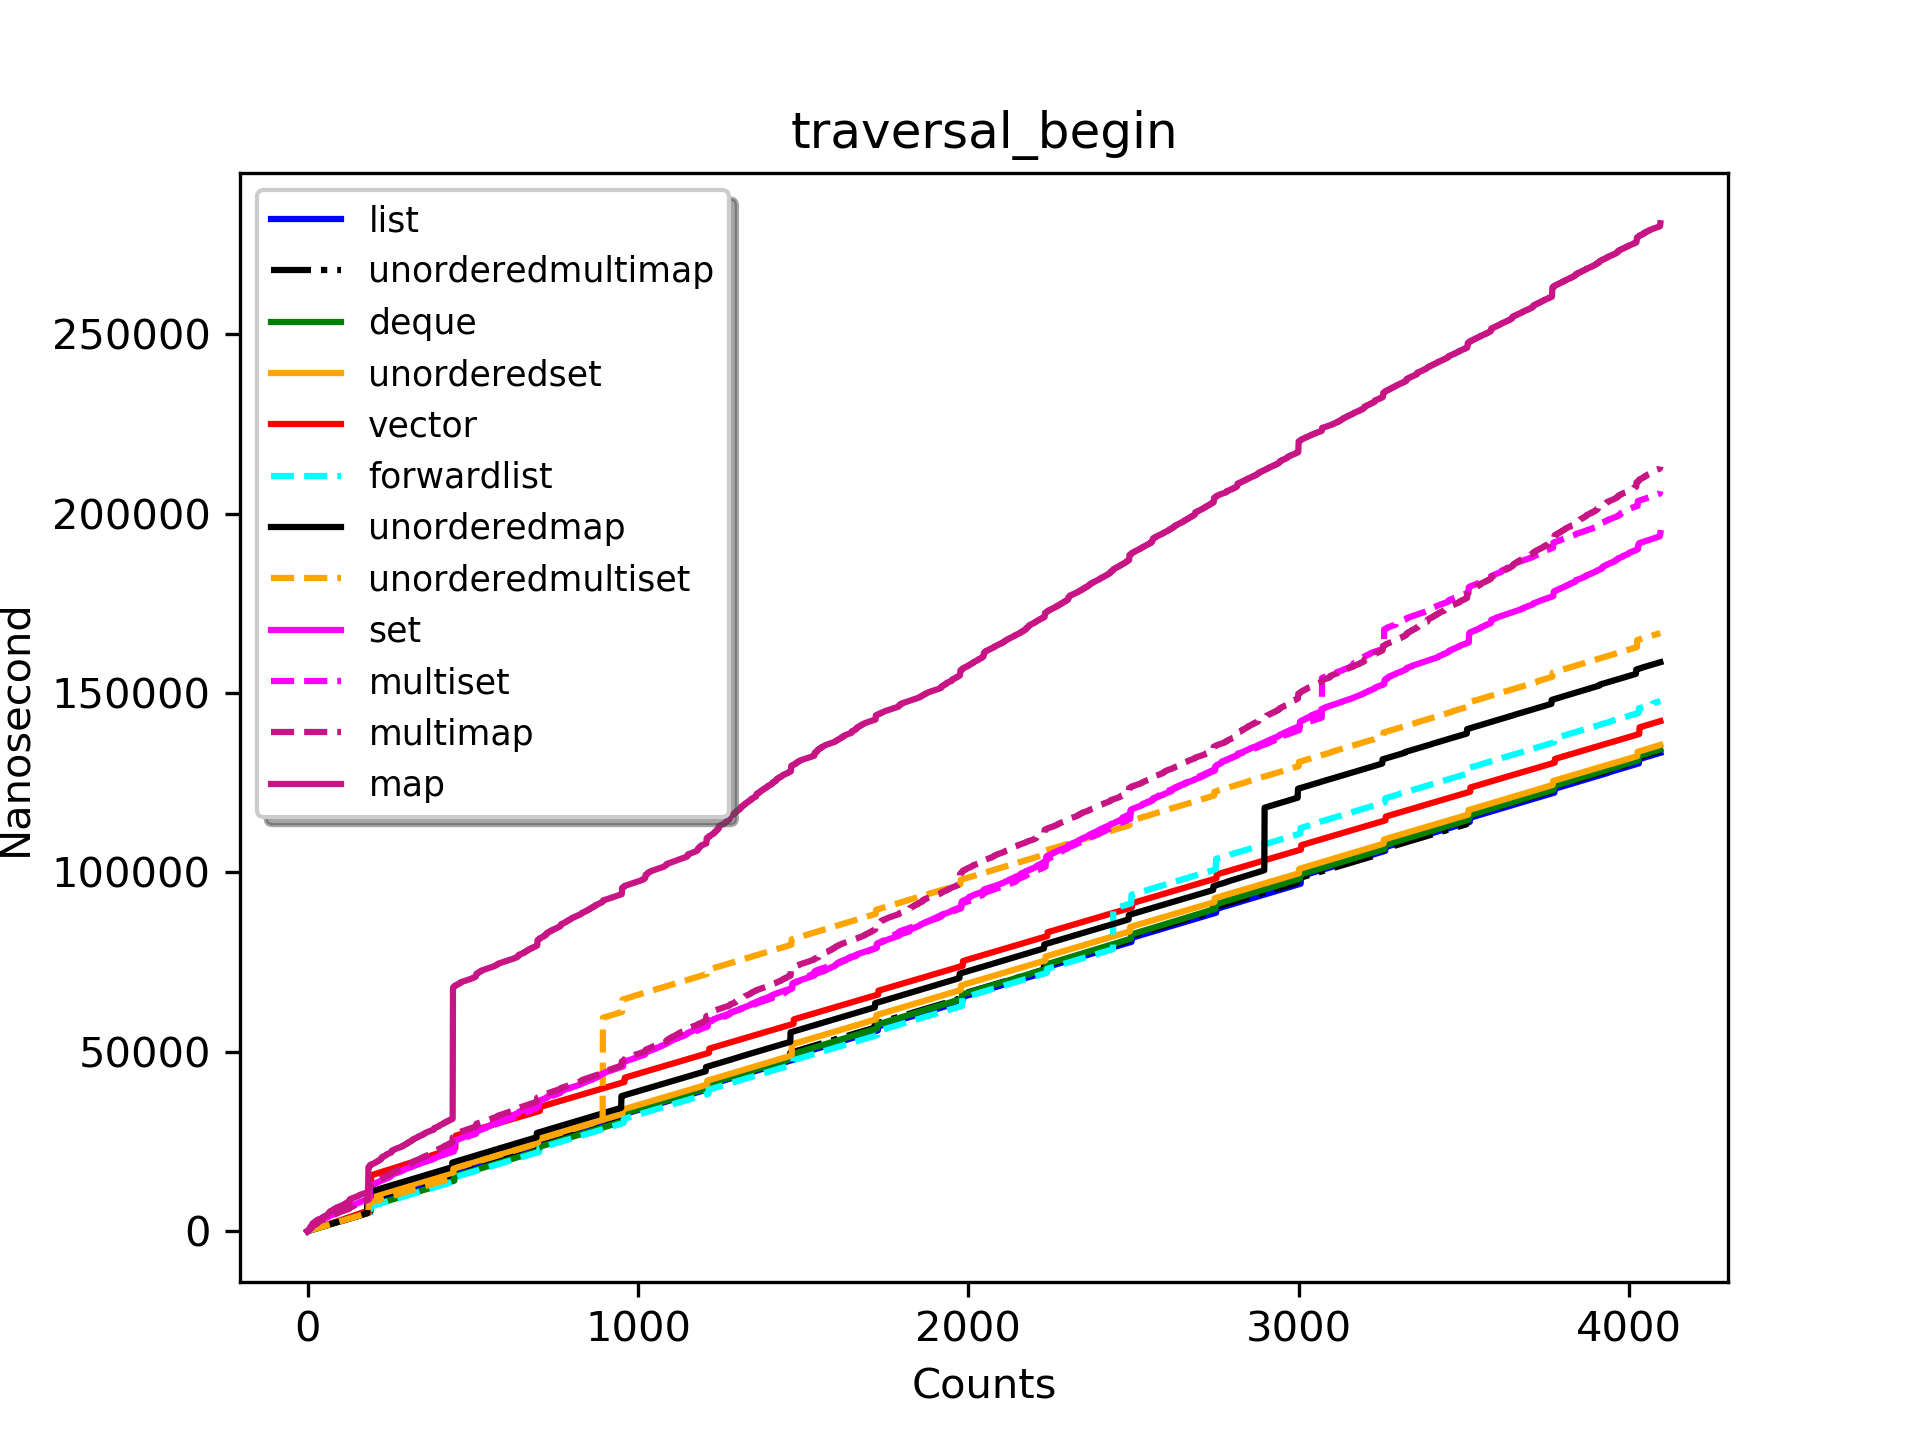 traversal_begin
list
unorderedmultimap
deque
unorderedset
vector
forwardlist
unorderedmap
unorderedmultiset
set
multiset
multimap
map
Nanosecond
250000
200000
150000
100000
50000
0
0 1000 2000 3000 4000
Counts